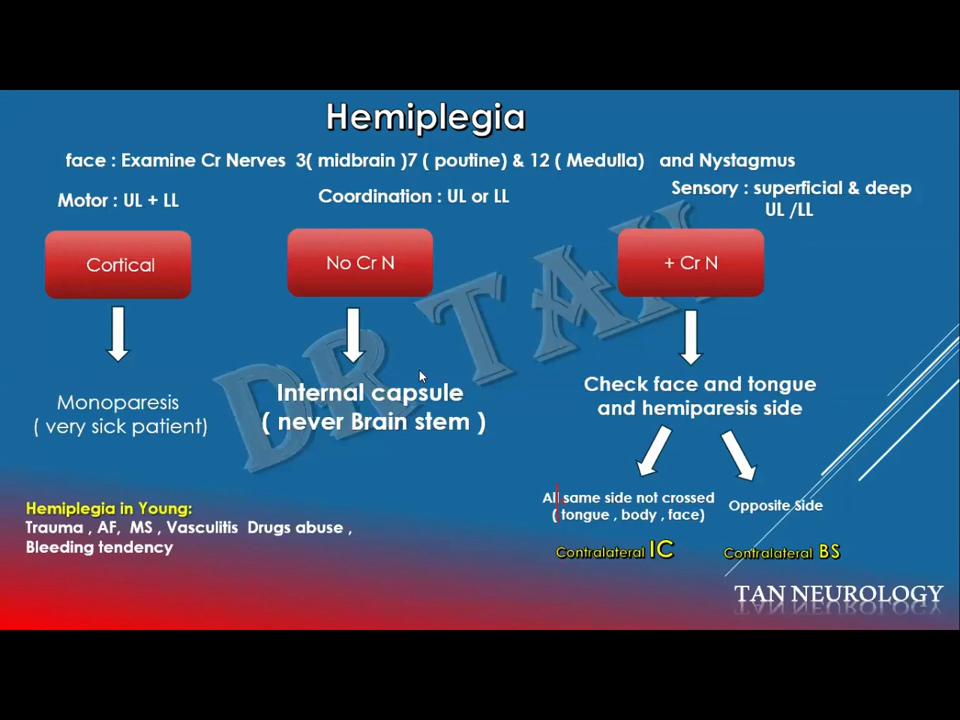 Hemiplegia
face : Examine Cr Nerves 3( midbrain )7 ( poutine) & 12 ( Medulla) and Nystagmus
Motor : UL + LL
Coordination : UL or LL
Sensory : superficial & deep
UL /LL
Cortical
No Cr N
+ Cr N
DR TAN
Monoparesis
( very sick patient)
Internal capsule
( never Brain stem )
Check face and tongue
and hemiparesis side
All same side not crossed
( tongue , body , face)
Opposite Side
Contralateral IC
Contralateral BS
Hemiplegia in Young:
Trauma , AF, MS , Vasculitis Drugs abuse ,
Bleeding tendency
TAN NEUROLOGY